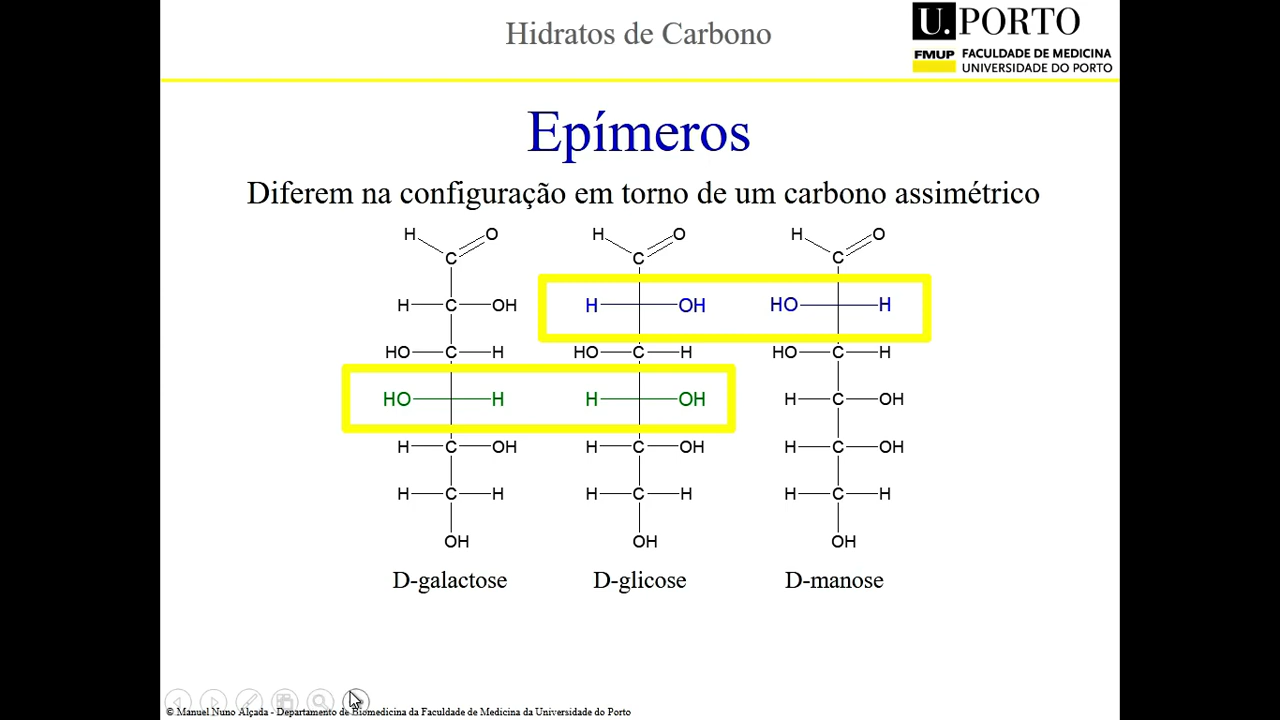 Hidratos de Carbono
U. PORTO
FMUP FACULDADE DE MEDICINA
UNIVERSIDADE DO PORTO
Epímeros
Diferem na configuração em torno de um carbono assimétrico
H O H O H O
C C C
H C OH H OH HO H
HO C H HO C H HO C H
HO H H OH H C OH
H C OH H C OH H C OH
H C H H C H H C H
OH OH OH
D-galactose D-glicose D-manose
© Manuel Nuno Alçada - Departamento de Biomedicina da Faculdade de Medicina da Universidade do Porto